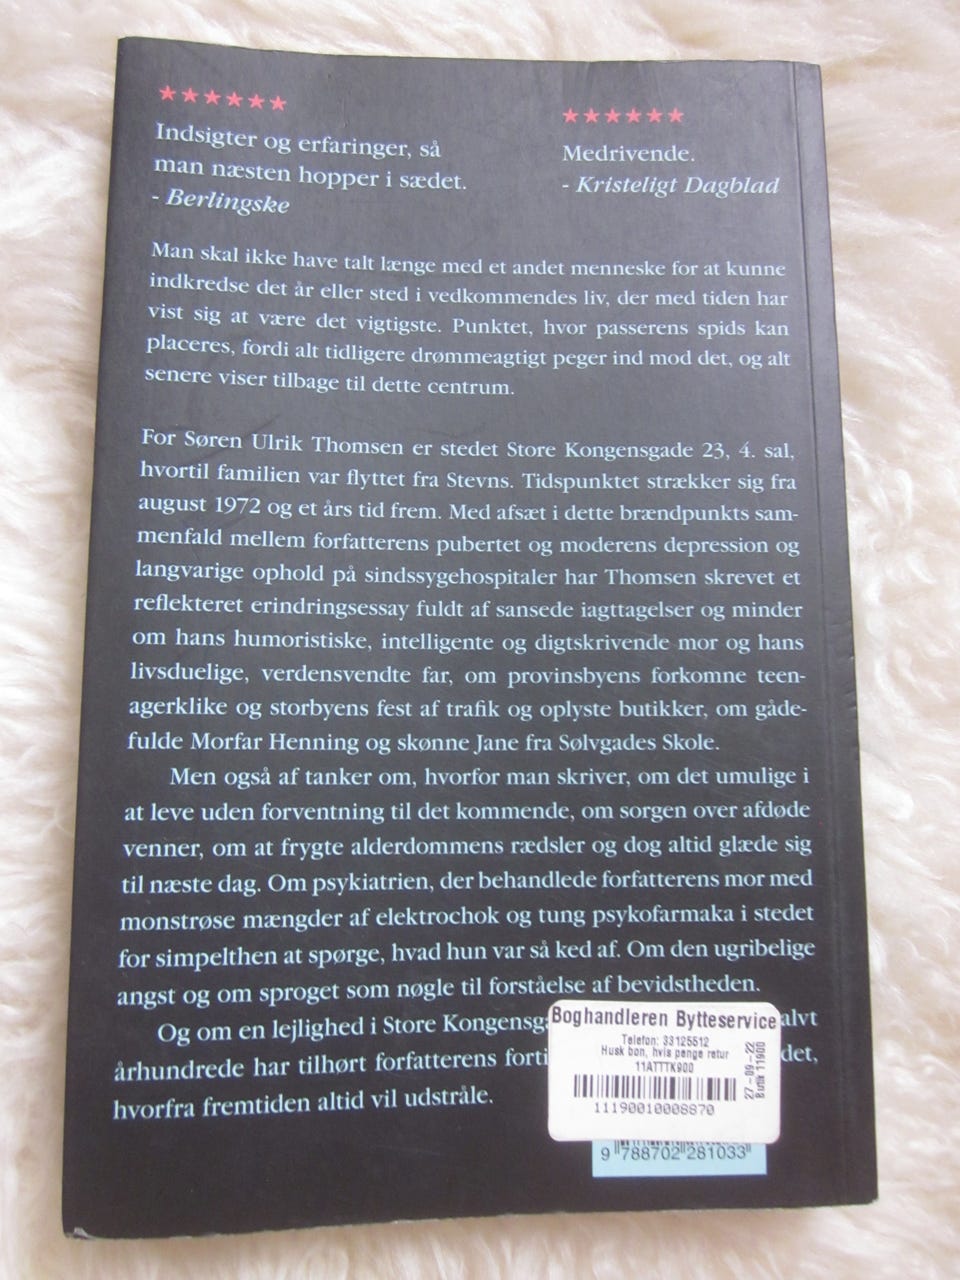 ★★★★★★
Indsigter og erfaringer, så
man næsten hopper i sædet.
- Berlingske
★★★★★★
Medrivende.
- Kristeligt Dagblad
Man skal ikke have talt længe med et andet menneske for at kunne
indkredse det år eller sted i vedkommendes liv, der med tiden har
vist sig at være det vigtigste. Punktet, hvor passerens spids kan
placeres, fordi alt tidligere drømmeagtigt peger ind mod det, og alt
senere viser tilbage til dette centrum.
For Søren Ulrik Thomsen er stedet Store Kongensgade 23, 4. sal,
hvortil familien var flyttet fra Stevns. Tidspunktet strækker sig fra
august 1972 og et års tid frem. Med afsæt i dette brændpunkts sam-
menfald mellem forfatterens pubertet og moderens depression og
langvarige ophold på sindssygehospitaler har Thomsen skrevet et
reflekteret erindringsessay fuldt af sansede iagttagelser og minder
om hans humoristiske, intelligente og digtskrivende mor og hans
livsduelige, verdensvendte far, om provinsbyens forkomne teen-
agerklike og storbyens fest af trafik og oplyste butikker, om gåde-
fulde Morfar Henning og skønne Jane fra Sølvgades Skole.
Men også af tanker om, hvorfor man skriver, om det umulige i
at leve uden forventning til det kommende, om sorgen over afdøde
venner, om at frygte alderdommens rædsler og dog altid glæde sig
til næste dag. Om psykiatrien, der behandlede forfatterens mor med
monstrøse mængder af elektrochok og tung psykofarmaka i stedet
for simpelthen at spørge, hvad hun var så ked af. Om den ugribelige
angst og om sproget som nøgle til forståelse af bevidstheden.
Og om en lejlighed i Store Kongensga alvt
århundrede har tilhørt forfatterens forti det,
hvorfra fremtiden altid vil udstråle.
Boghandleren Bytteservice
Telefon: 33125512
Husk bon, hvis penge retur
11ATTTK900
11190010008870
27-09-22
Butik 11900
9 788702 281033